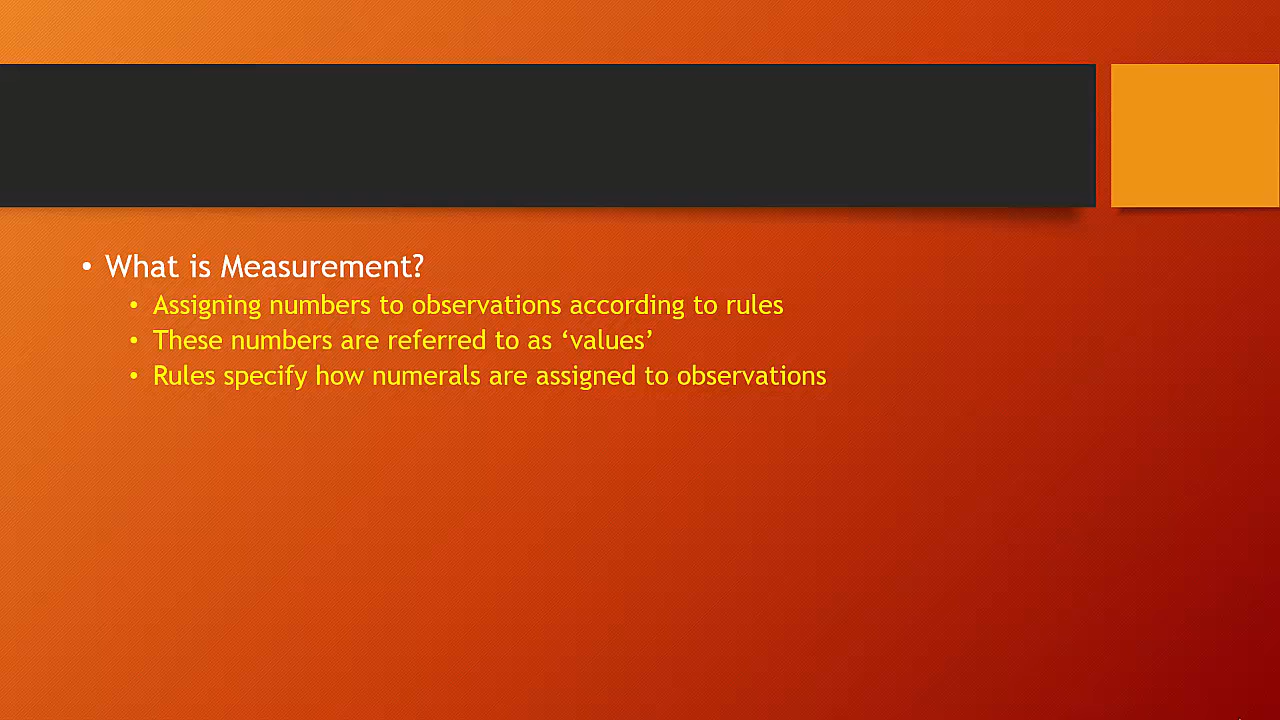 • What is Measurement?
• Assigning numbers to observations according to rules
• These numbers are referred to as ‘values’
• Rules specify how numerals are assigned to observations